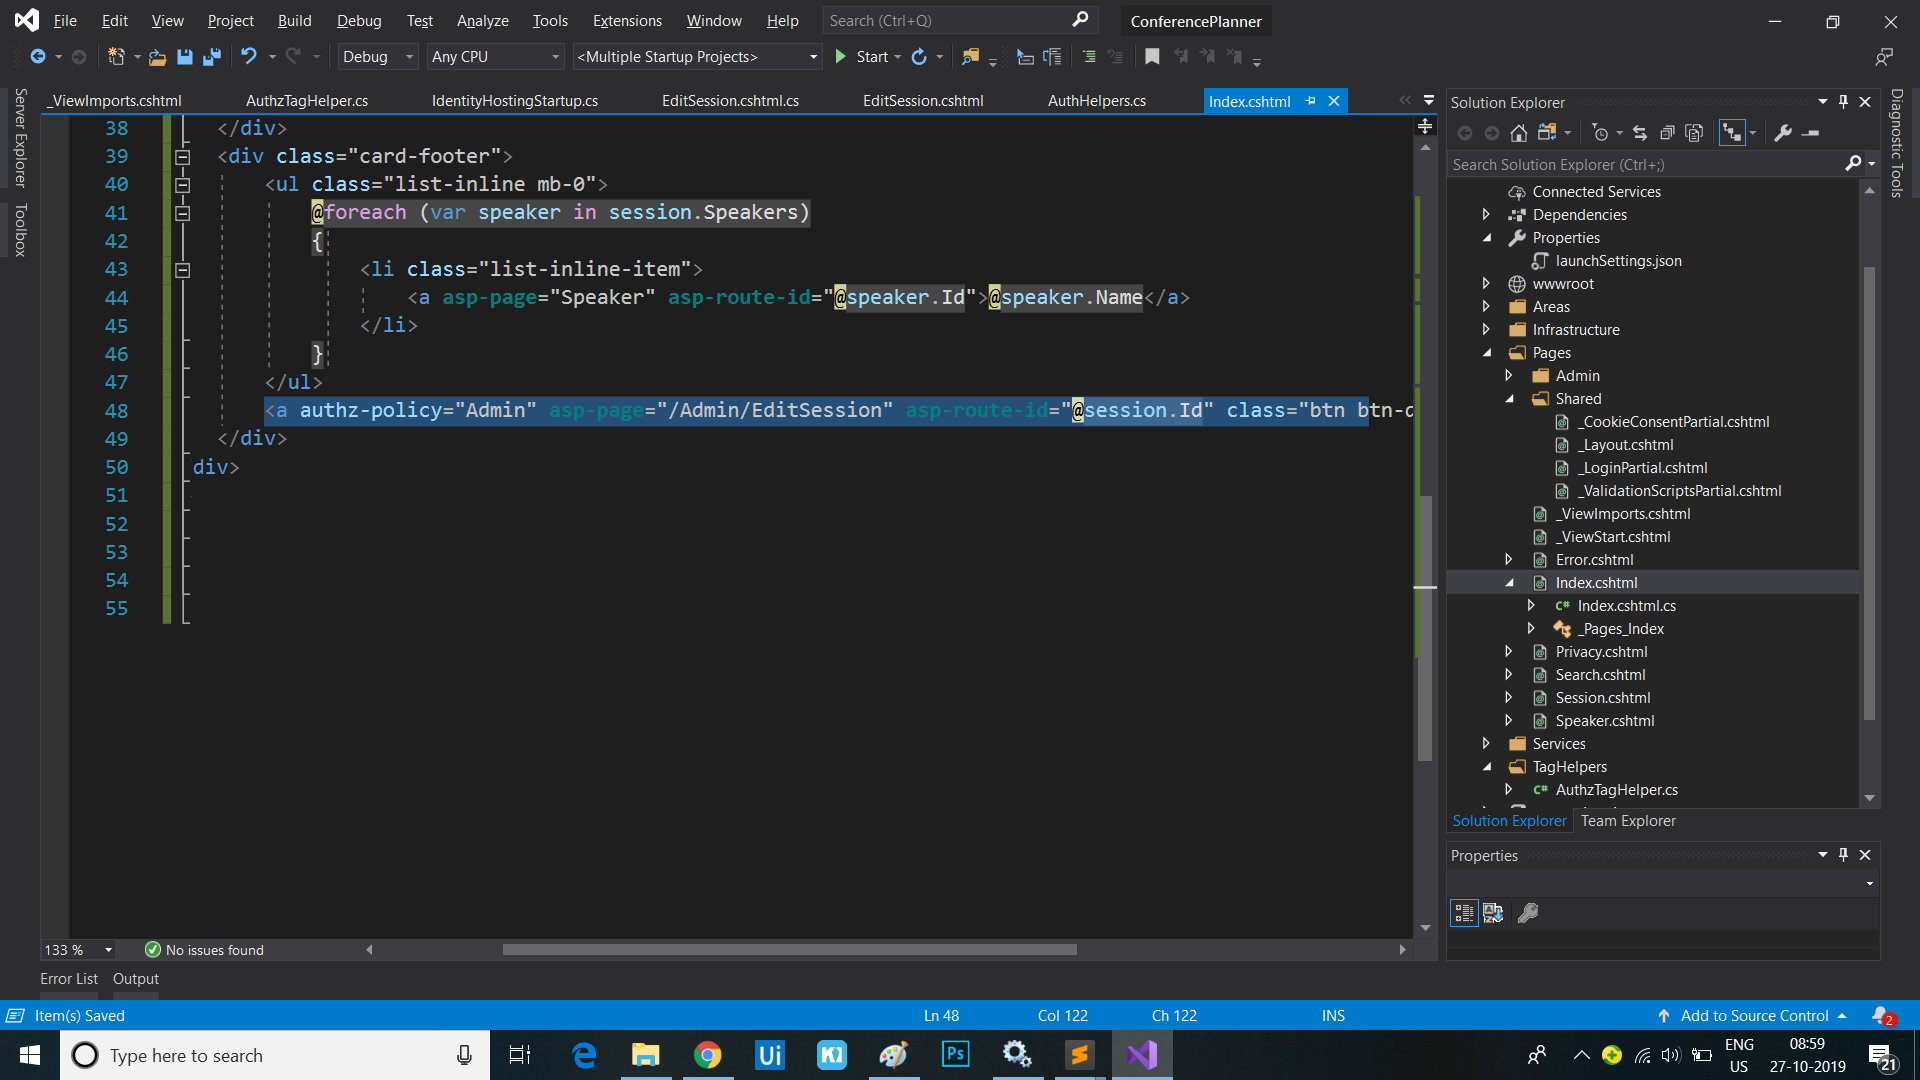 File Edit View Project Build Debug Test Analyze Tools Extensions Window Help Search (Ctrl+Q) ConferencePlanner
Debug Any CPU <Multiple Startup Projects> Start
_ViewImports.cshtml AuthzTagHelper.cs IdentityHostingStartup.cs EditSession.cshtml.cs EditSession.cshtml AuthHelpers.cs Index.cshtml
Server Explorer
Toolbox
38 </div>
39 <div class="card-footer">
40 <ul class="list-inline mb-0">
41 @foreach (var speaker in session.Speakers)
42 {
43 <li class="list-inline-item">
44 <a asp-page="Speaker" asp-route-id="@speaker.Id">@speaker.Name</a>
45 </li>
46 }
47 </ul>
48 <a authz-policy="Admin" asp-page="/Admin/EditSession" asp-route-id="@session.Id" class="btn btn-d
49 </div>
50 div>
51
52
53
54
55
133 % No issues found
Error List Output
Solution Explorer
Search Solution Explorer (Ctrl+;)
Connected Services
Dependencies
Properties
launchSettings.json
wwwroot
Areas
Infrastructure
Pages
Admin
Shared
_CookieConsentPartial.cshtml
_Layout.cshtml
_LoginPartial.cshtml
_ValidationScriptsPartial.cshtml
_ViewImports.cshtml
_ViewStart.cshtml
Error.cshtml
Index.cshtml
C# Index.cshtml.cs
_Pages_Index
Privacy.cshtml
Search.cshtml
Session.cshtml
Speaker.cshtml
Services
TagHelpers
C# AuthzTagHelper.cs
Solution Explorer Team Explorer
Properties
Diagnostic Tools
Item(s) Saved Ln 48 Col 122 Ch 122 INS Add to Source Control 2
Type here to search Ui Ps ENG US 08:59 27-10-2019 21